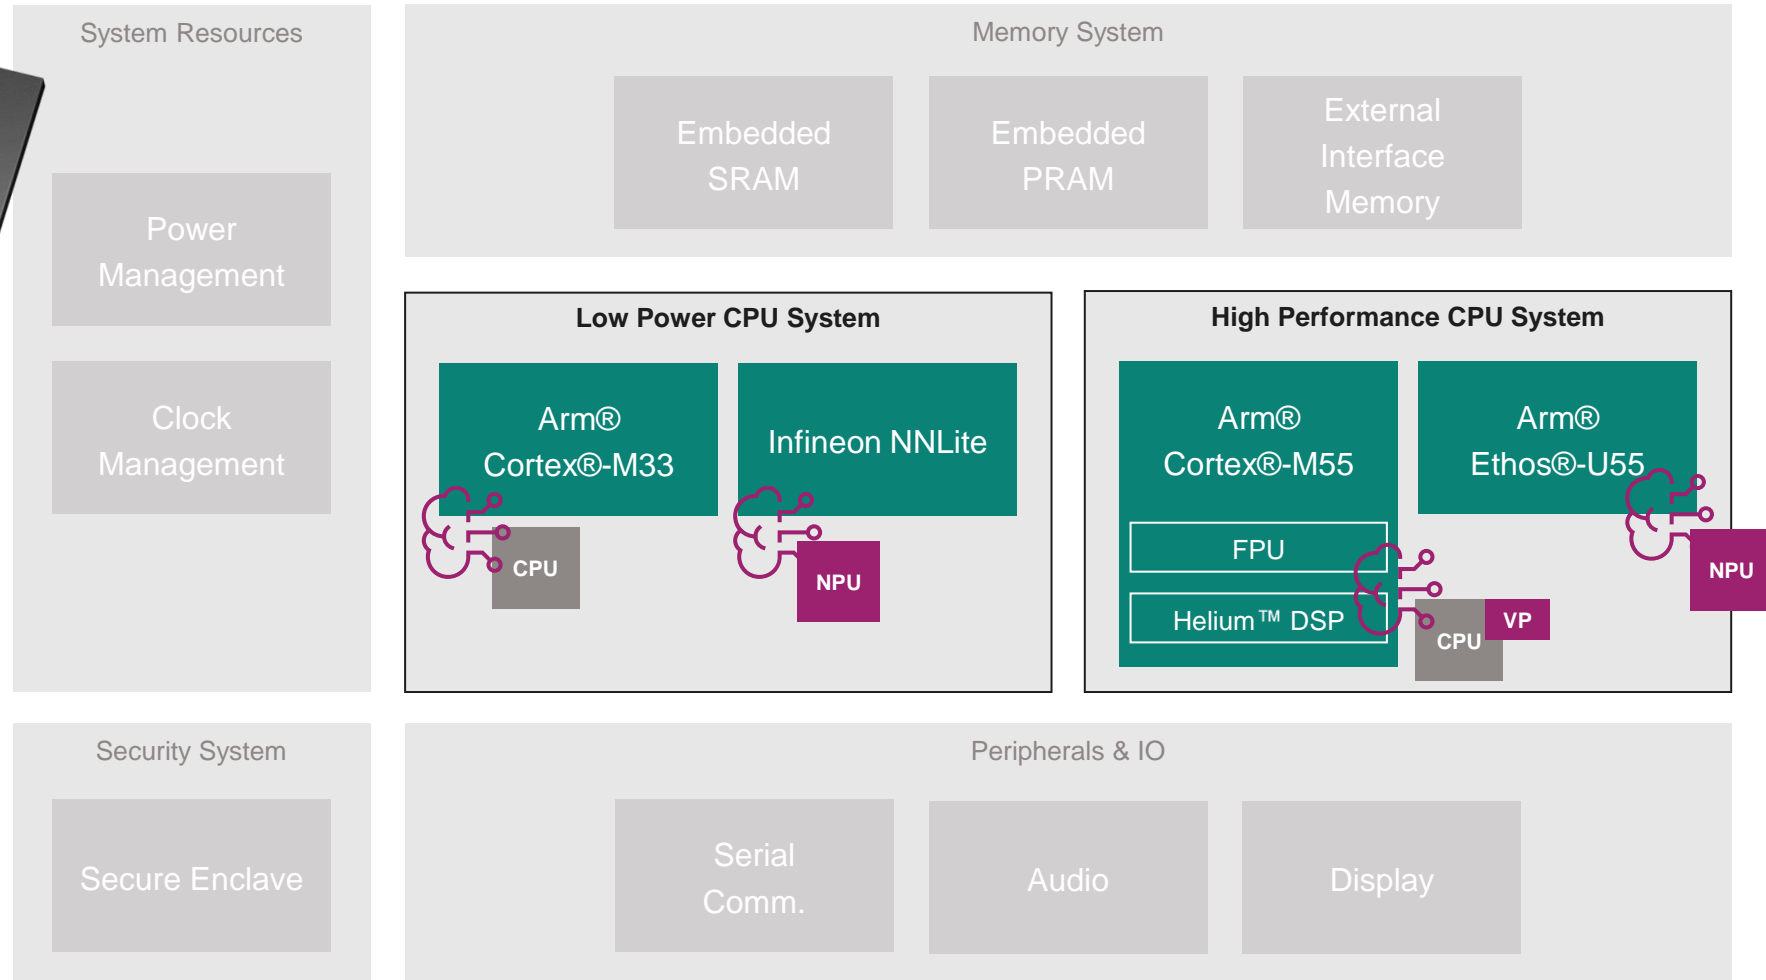 System Resources
Power
Management
Clock
Management
Memory System
Embedded
SRAM
Embedded
PRAM
External
Interface
Memory
Low Power CPU System
Arm®
Cortex®-M33
CPU
Infineon NNLite
NPU
High Performance CPU System
Arm®
Cortex®-M55
FPU
Helium™ DSP
CPU
VP
Arm®
Ethos®-U55
NPU
Security System
Secure Enclave
Peripherals & IO
Serial
Comm.
Audio
Display